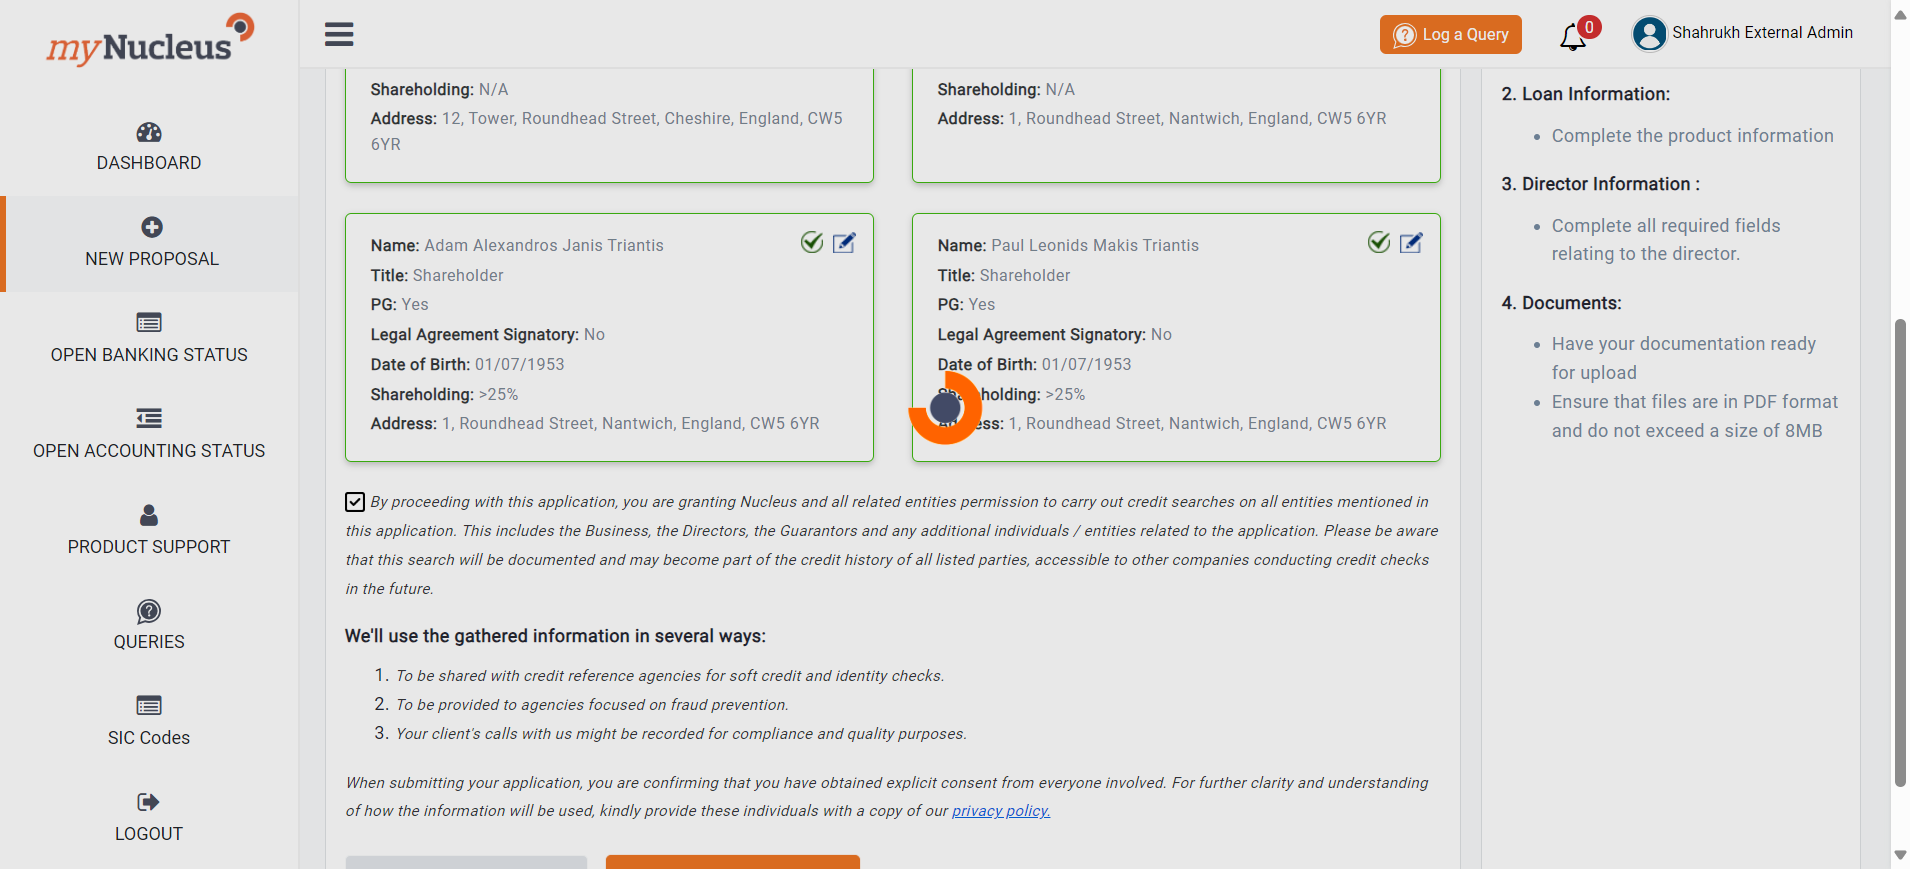 myNucleus
Log a Query
0
Shahrukh External Admin
DASHBOARD
NEW PROPOSAL
OPEN BANKING STATUS
OPEN ACCOUNTING STATUS
PRODUCT SUPPORT
QUERIES
SIC Codes
LOGOUT
Shareholding: N/A
Address: 12, Tower, Roundhead Street, Cheshire, England, CW5
6YR
Shareholding: N/A
Address: 1, Roundhead Street, Nantwich, England, CW5 6YR
Name: Adam Alexandros Janis Triantis
Title: Shareholder
PG: Yes
Legal Agreement Signatory: No
Date of Birth: 01/07/1953
Shareholding: >25%
Address: 1, Roundhead Street, Nantwich, England, CW5 6YR
Name: Paul Leonids Makis Triantis
Title: Shareholder
PG: Yes
Legal Agreement Signatory: No
Date of Birth: 01/07/1953
Shareholding: >25%
Address: 1, Roundhead Street, Nantwich, England, CW5 6YR
By proceeding with this application, you are granting Nucleus and all related entities permission to carry out credit searches on all entities mentioned in
this application. This includes the Business, the Directors, the Guarantors and any additional individuals / entities related to the application. Please be aware
that this search will be documented and may become part of the credit history of all listed parties, accessible to other companies conducting credit checks
in the future.
We'll use the gathered information in several ways:
1. To be shared with credit reference agencies for soft credit and identity checks.
2. To be provided to agencies focused on fraud prevention.
3. Your client's calls with us might be recorded for compliance and quality purposes.
When submitting your application, you are confirming that you have obtained explicit consent from everyone involved. For further clarity and understanding
of how the information will be used, kindly provide these individuals with a copy of our privacy policy.
2. Loan Information:
• Complete the product information
3. Director Information :
• Complete all required fields
relating to the director.
4. Documents:
• Have your documentation ready
for upload
• Ensure that files are in PDF format
and do not exceed a size of 8MB